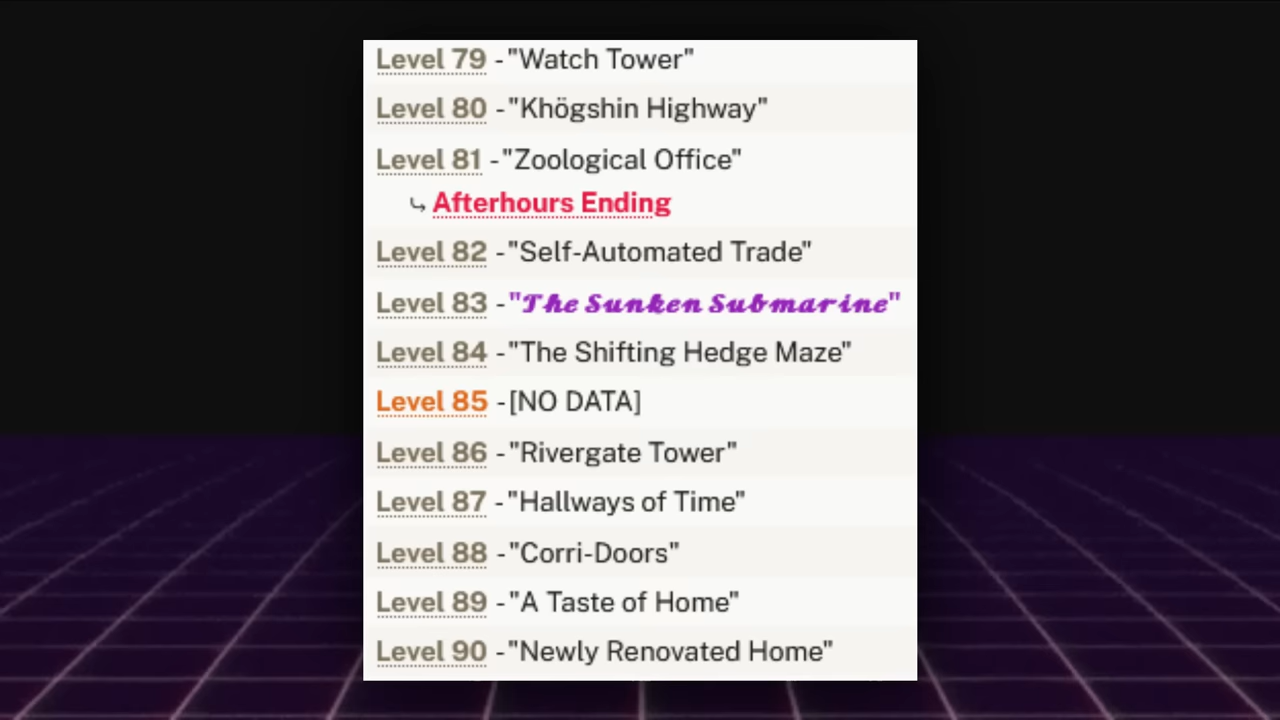 Level 79 - "Watch Tower"
Level 80 - "Khögshin Highway"
Level 81 - "Zoological Office"
↳ Afterhours Ending
Level 82 - "Self-Automated Trade"
Level 83 - "The Sunken Submarine"
Level 84 - "The Shifting Hedge Maze"
Level 85 - [NO DATA]
Level 86 - "Rivergate Tower"
Level 87 - "Hallways of Time"
Level 88 - "Corri-Doors"
Level 89 - "A Taste of Home"
Level 90 - "Newly Renovated Home"